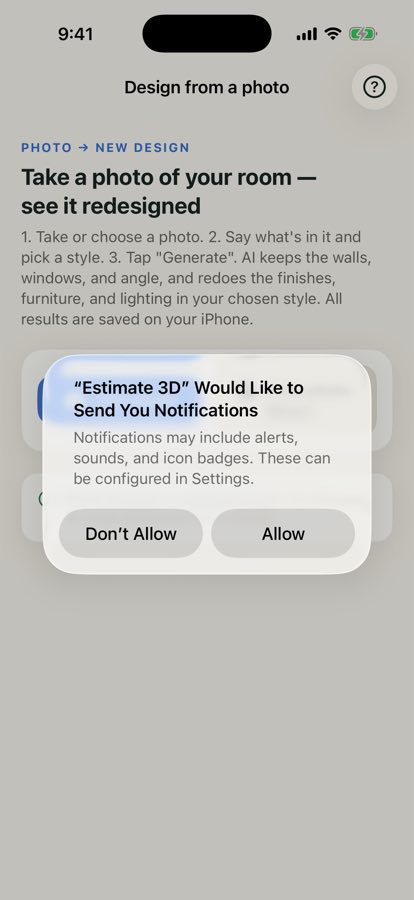 9:41
Design from a photo
?
PHOTO → NEW DESIGN
Take a photo of your room —
see it redesigned
1. Take or choose a photo. 2. Say what's in it and
pick a style. 3. Tap "Generate". AI keeps the walls,
windows, and angle, and redoes the finishes,
furniture, and lighting in your chosen style. All
results are saved on your iPhone.
“Estimate 3D” Would Like to
Send You Notifications
Notifications may include alerts,
sounds, and icon badges. These can
be configured in Settings.
Don’t Allow
Allow